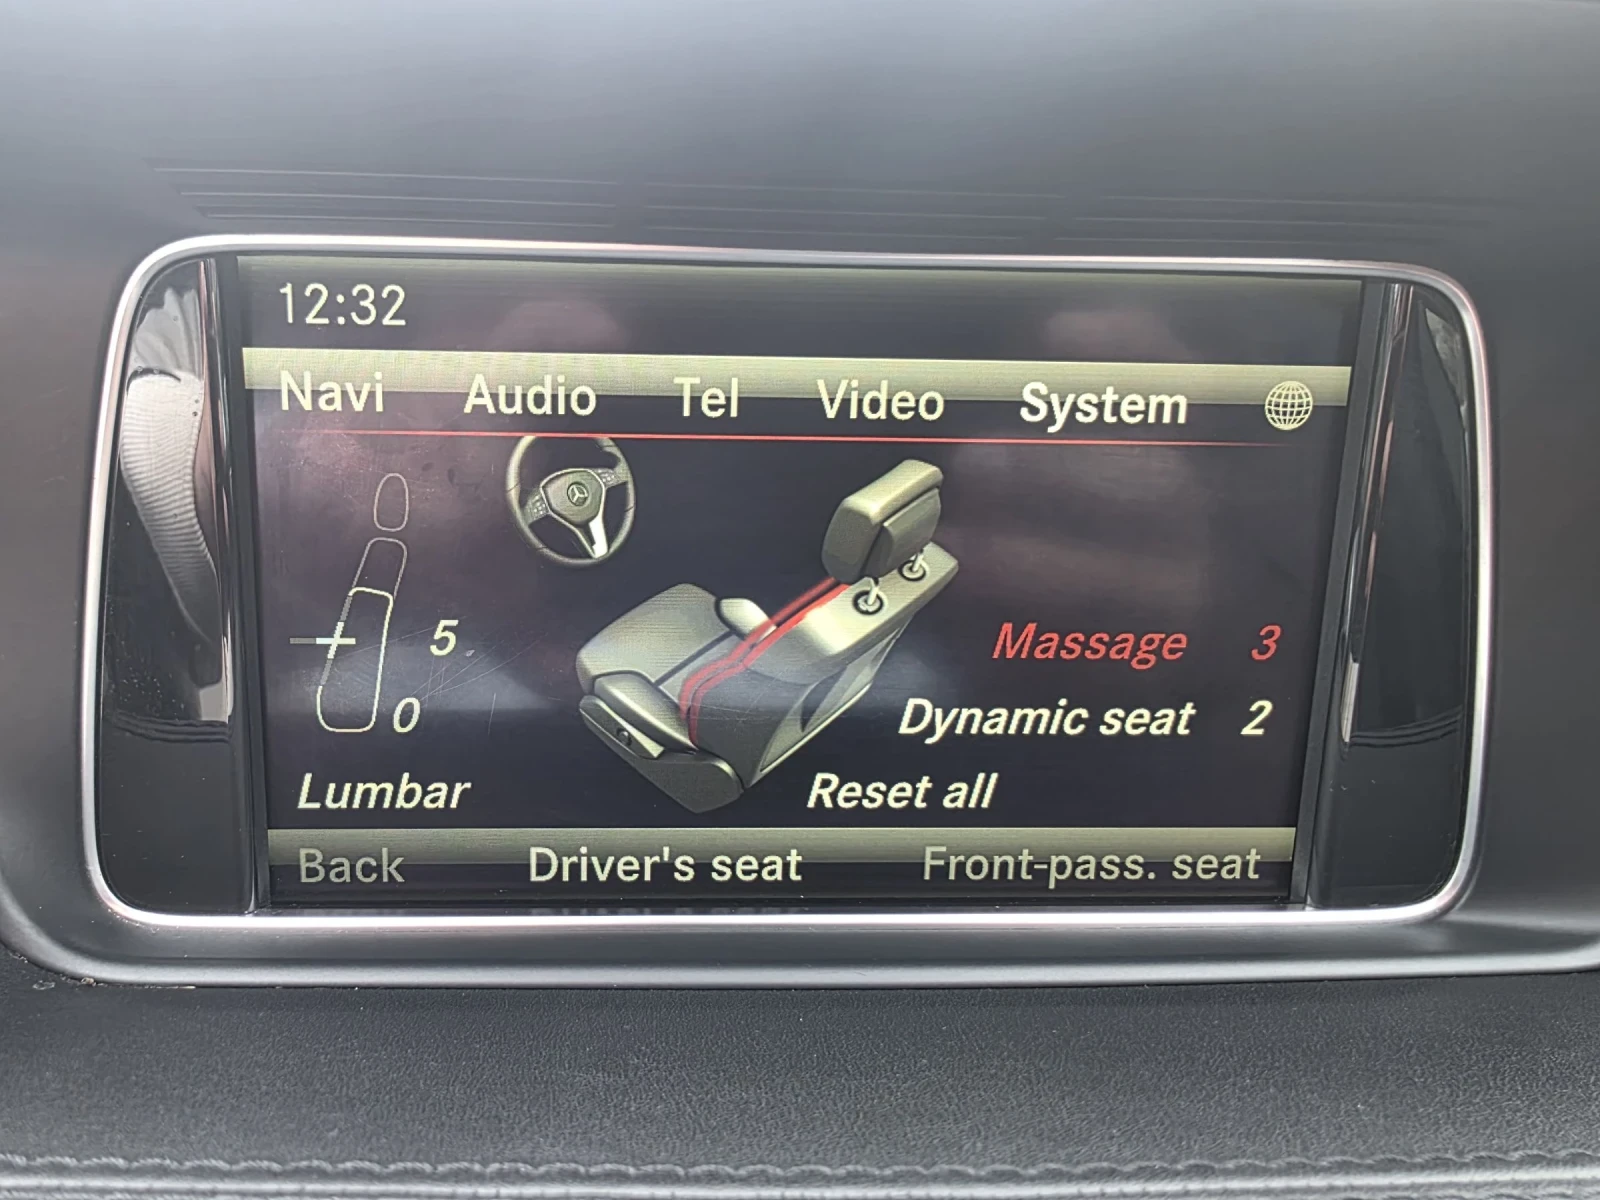 12:32
Navi Audio Tel Video System
5
Massage 3
0
Dynamic seat 2
Lumbar
Reset all
Back Driver's seat Front-pass. seat